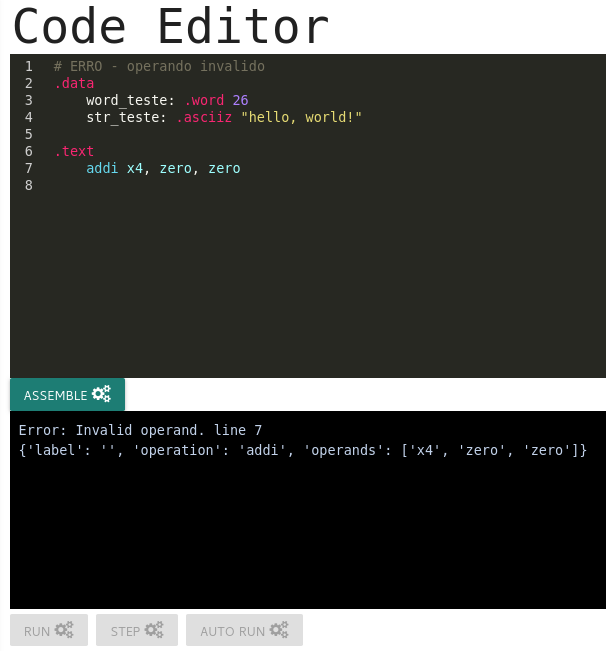 Code Editor
1 # ERRO - operando invalido
2 .data
3 word_teste: .word 26
4 str_teste: .asciiz "hello, world!"
5
6 .text
7 addi x4, zero, zero
8
ASSEMBLE
Error: Invalid operand. line 7
{'label': '', 'operation': 'addi', 'operands': ['x4', 'zero', 'zero']}
RUN STEP AUTO RUN